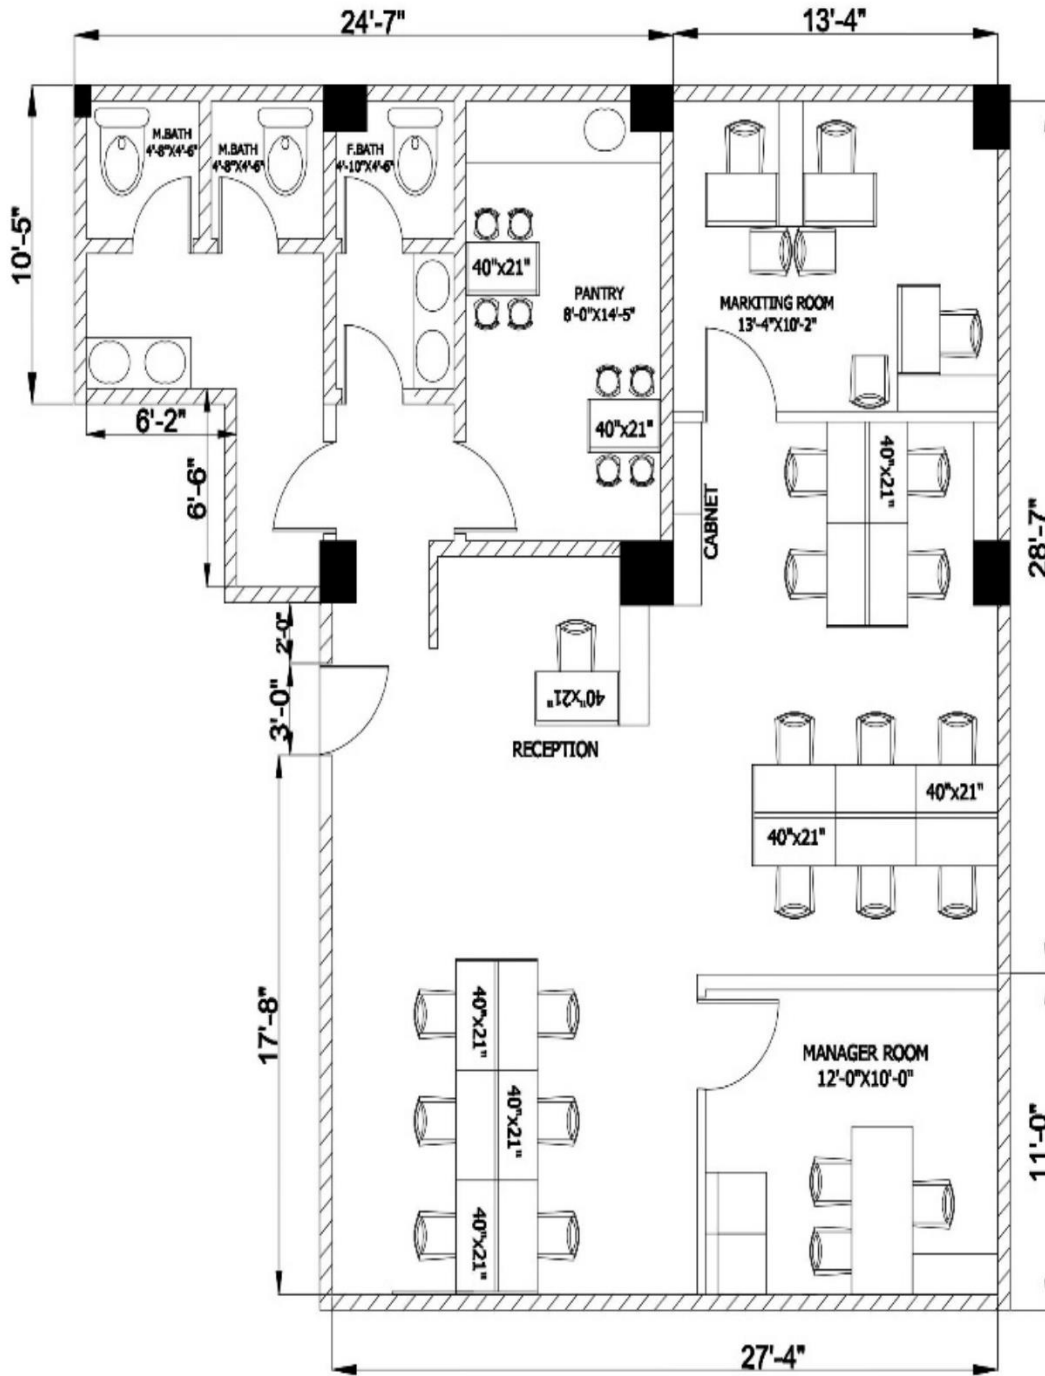 24'-7"
13'-4"
10'-5"
M.BATH
4'-8"X4'-6"
M.BATH
4'-8"X4'-6"
F.BATH
4'-10"X4'-6"
40"x21"
PANTRY
8'-0"X14'-5"
MARKITING ROOM
13'-4"X10'-2"
6'-2"
40"x21"
6'-6"
CABNET
40"x21"
28'-7"
2'-0"
3'-0"
40"x21"
RECEPTION
40"x21"
40"x21"
17'-8"
40"x21"
40"x21"
40"x21"
MANAGER ROOM
12'-0"X10'-0"
11'-0"
27'-4"